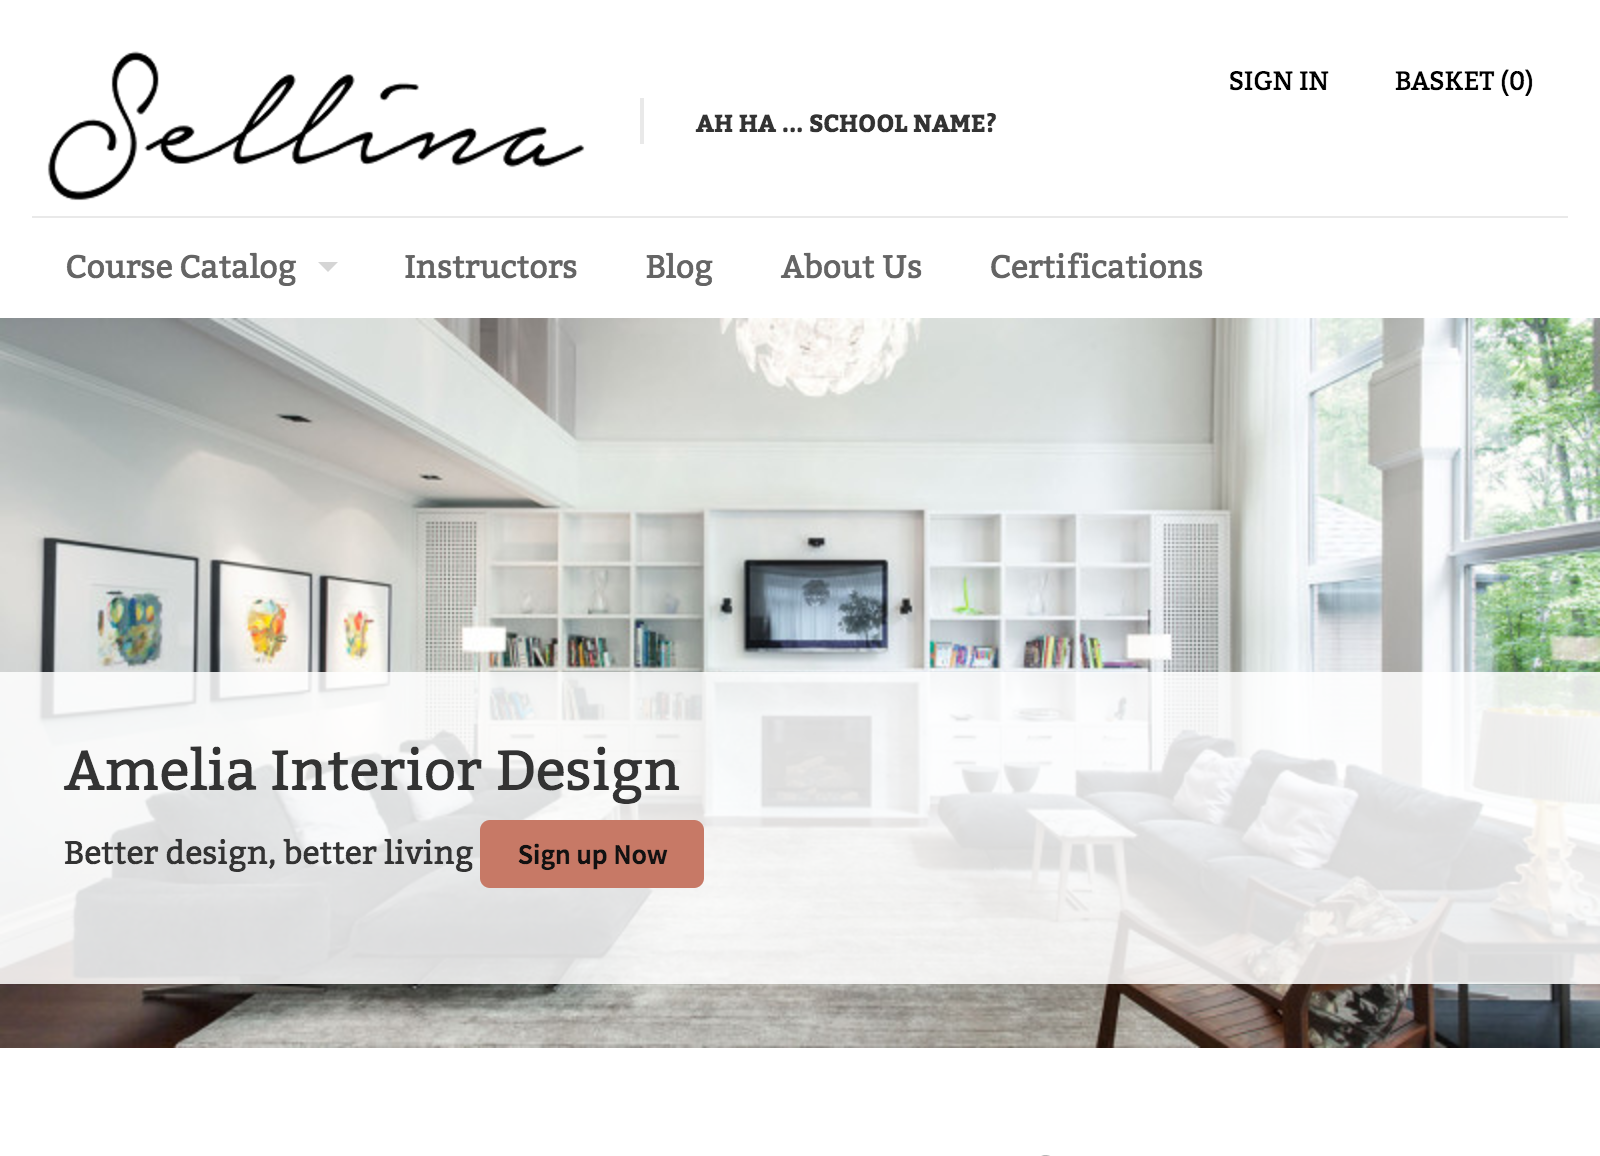 Sellina
AH HA ... SCHOOL NAME?
SIGN IN
BASKET (0)
Course Catalog
Instructors
Blog
About Us
Certifications
Amelia Interior Design
Better design, better living
Sign up Now